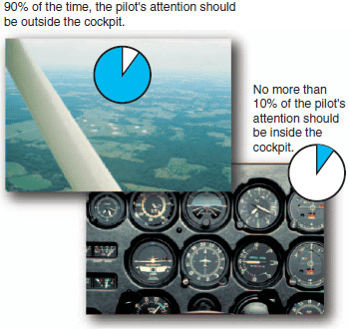 90% of the time, the pilot's attention should
be outside the cockpit.
No more than
10% of the pilot's
attention should
be inside the
cockpit.